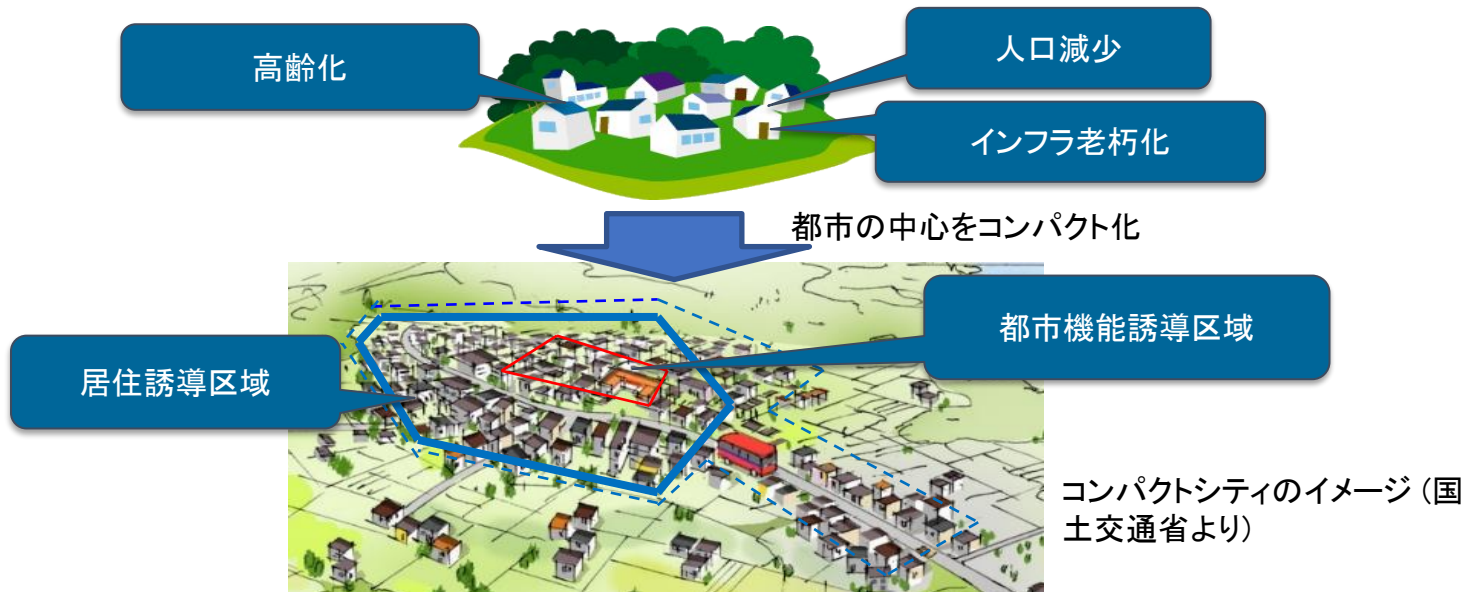 高齢化
人口減少
インフラ老朽化
都市の中心をコンパクト化
都市機能誘導区域
居住誘導区域
コンパクトシティのイメージ（国
土交通省より）